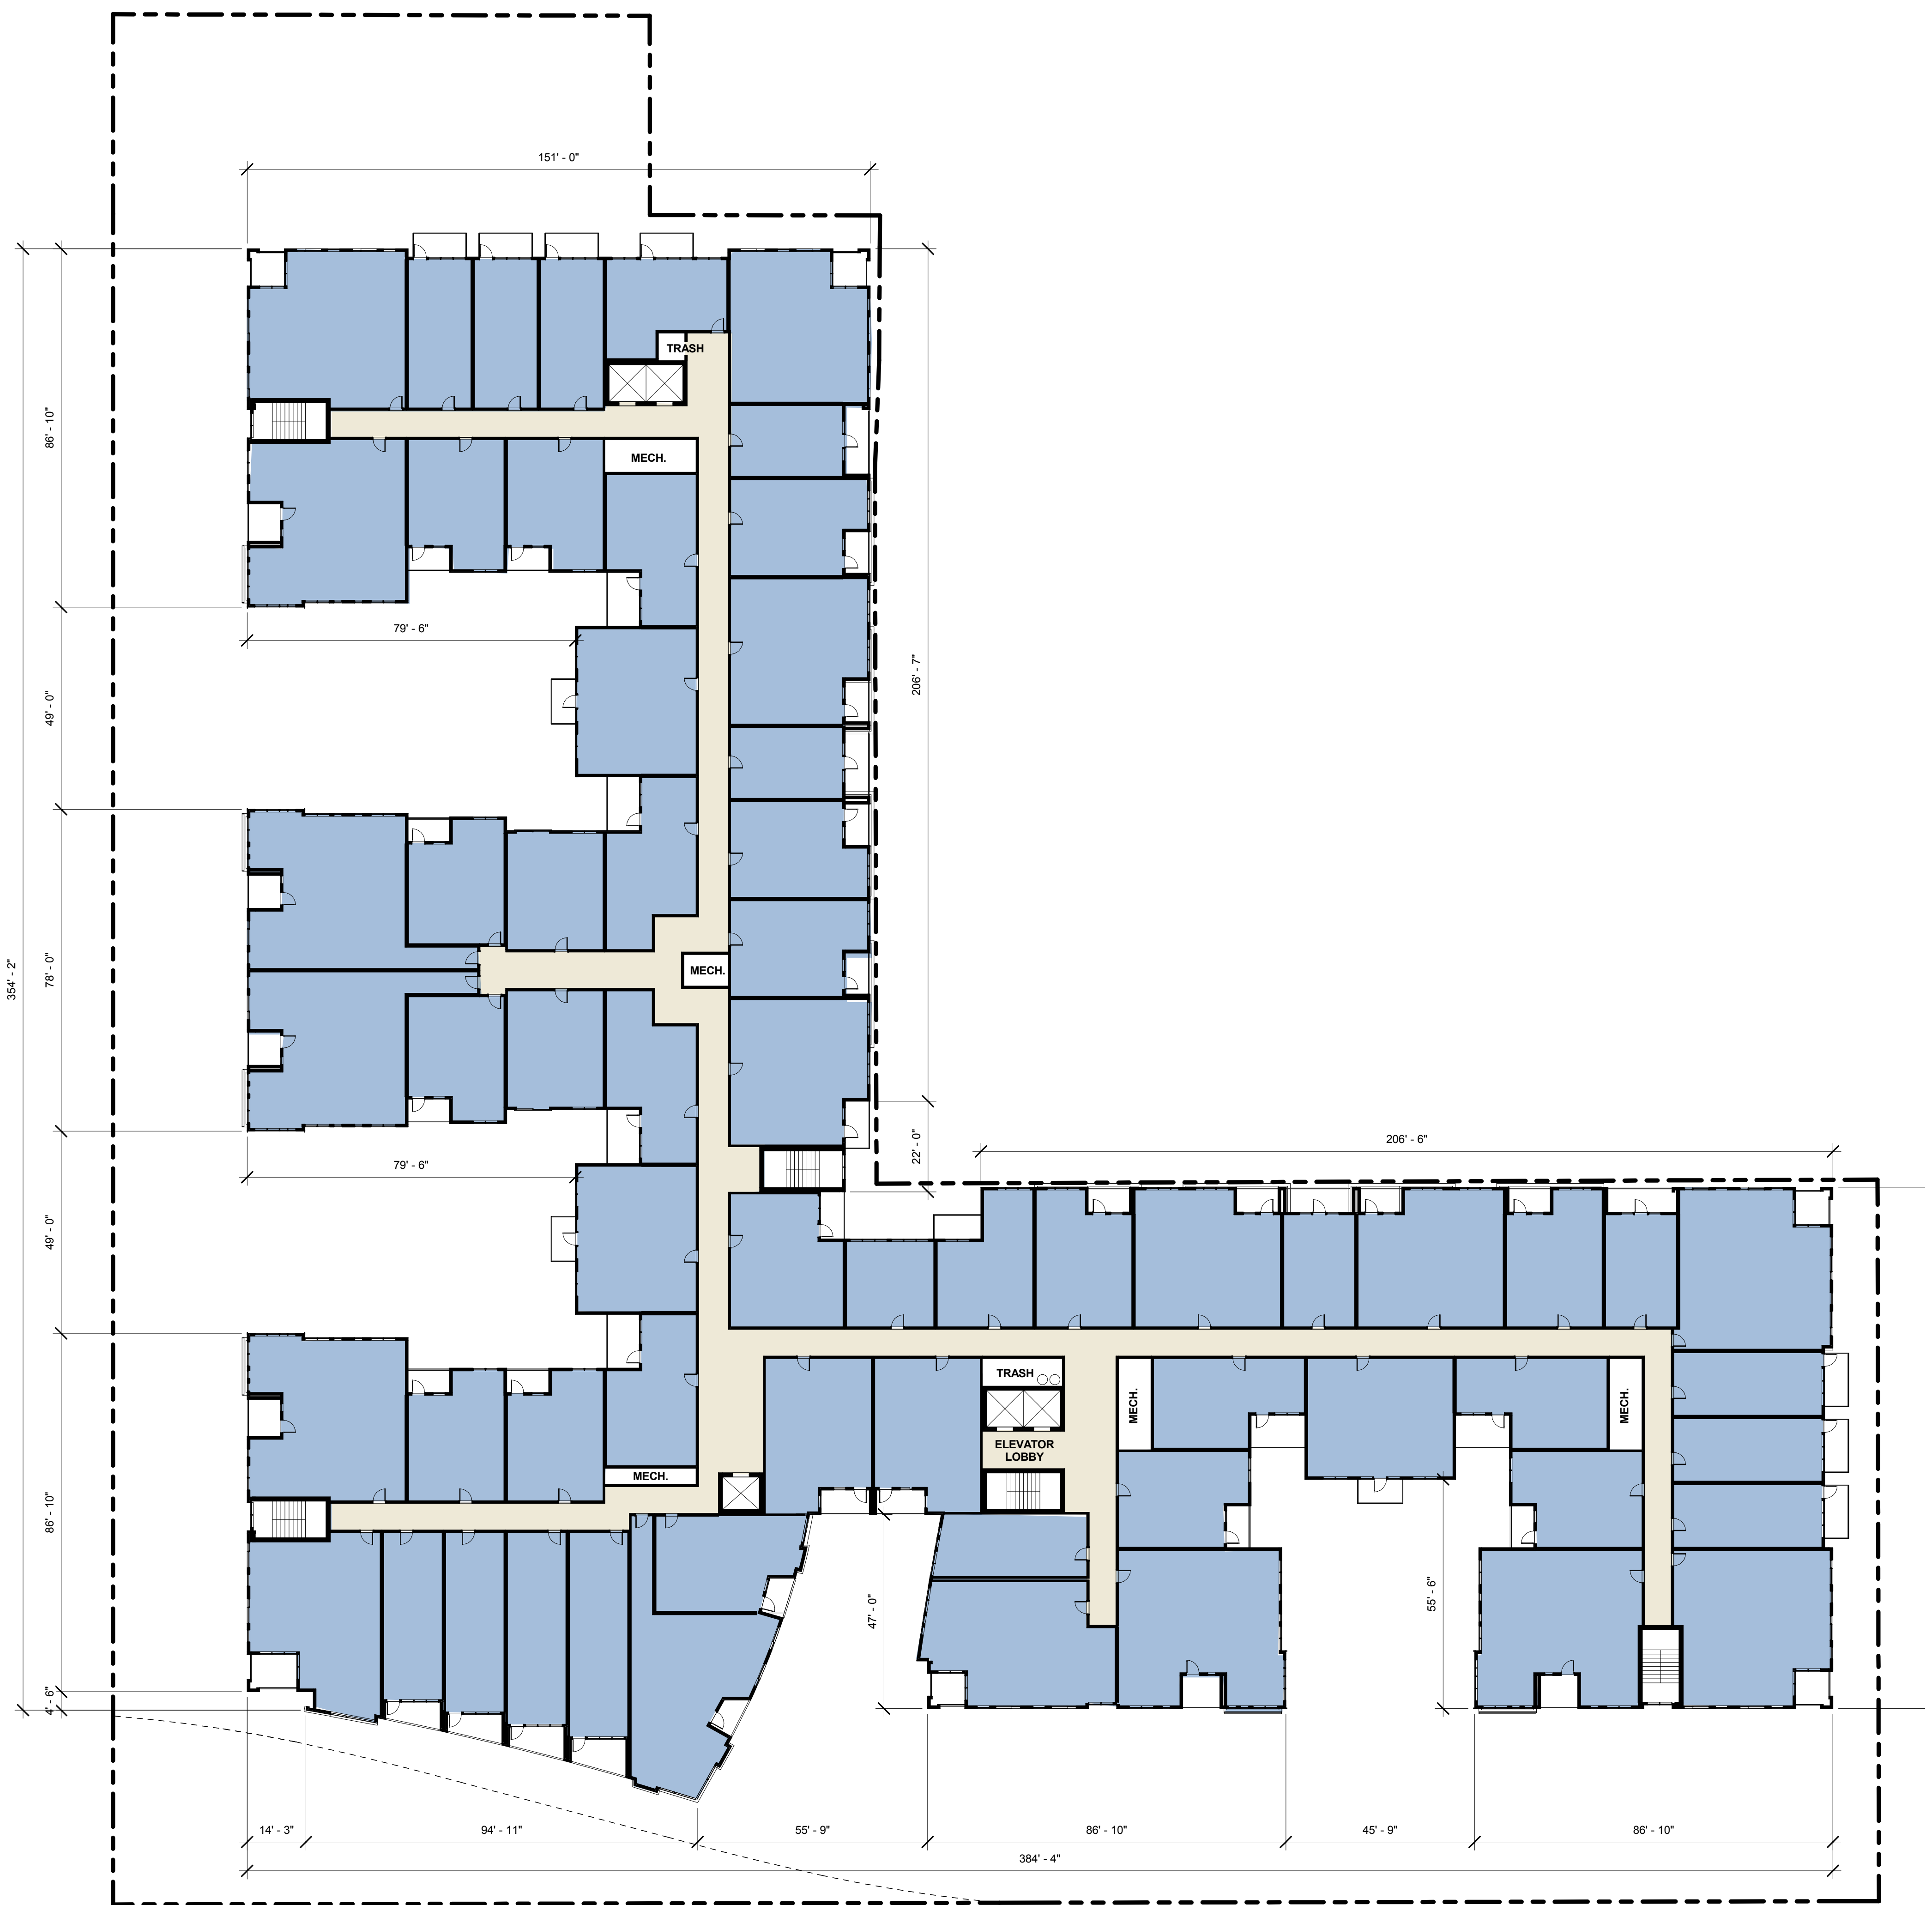 151' - 0"
TRASH
86' - 10"
MECH.
79' - 6"
206' - 7"
49' - 0"
354' - 2"
78' - 0"
MECH.
22' - 0"
206' - 6"
79' - 6"
49' - 0"
TRASH
MECH.
MECH.
ELEVATOR
LOBBY
MECH.
86' - 10"
47' - 0"
55' - 6"
4' - 6"
14' - 3"
94' - 11"
55' - 9"
86' - 10"
45' - 9"
86' - 10"
384' - 4"